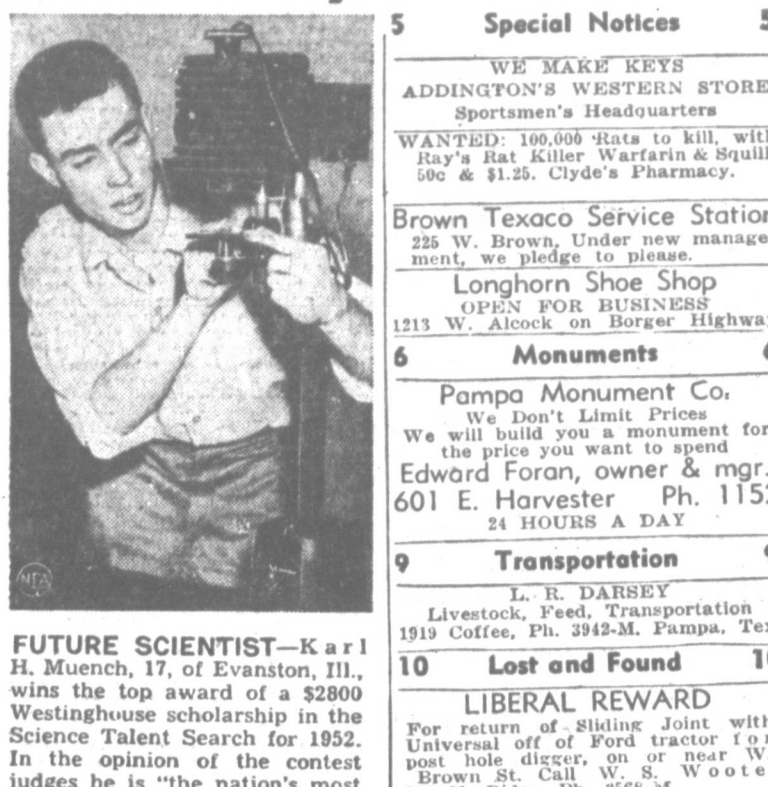 NEA
FUTURE SCIENTIST—Karl
H. Muench, 17, of Evanston, Ill.,
wins the top award of a $2800
Westinghouse scholarship in the
Science Talent Search for 1952.
In the opinion of the contest
judges he is "the nation's most
5 Special Notices 5
WE MAKE KEYS
ADDINGTON'S WESTERN STORE
Sportsmen's Headquarters
WANTED: 100,000 Rats to kill, with
Ray's Rat Killer Warfarin & Squill
50c & $1.25. Clyde's Pharmacy.
Brown Texaco Service Station
225 W. Brown. Under new manage-
ment, we pledge to please.
Longhorn Shoe Shop
OPEN FOR BUSINESS
1213 W. Alcock on Borger Highway
6 Monuments 6
Pampa Monument Co.
We Don't Limit Prices
We will build you a monument for
the price you want to spend
Edward Foran, owner & mgr.
601 E. Harvester Ph. 1152
24 HOURS A DAY
9 Transportation 9
L. R. DARSEY
Livestock, Feed, Transportation
1919 Coffee, Ph. 3942-M. Pampa, Tex
10 Lost and Found 10
LIBERAL REWARD
For return of Sliding Joint with
Universal off of Ford tractor for
post hole digger, on or near W.
Brown St. Call W. S. Woote